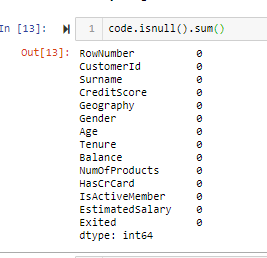 In [13]: 1 code.isnull().sum()
Out[13]: RowNumber 0
CustomerId 0
Surname 0
CreditScore 0
Geography 0
Gender 0
Age 0
Tenure 0
Balance 0
NumOfProducts 0
HasCrCard 0
IsActiveMember 0
EstimatedSalary 0
Exited 0
dtype: int64